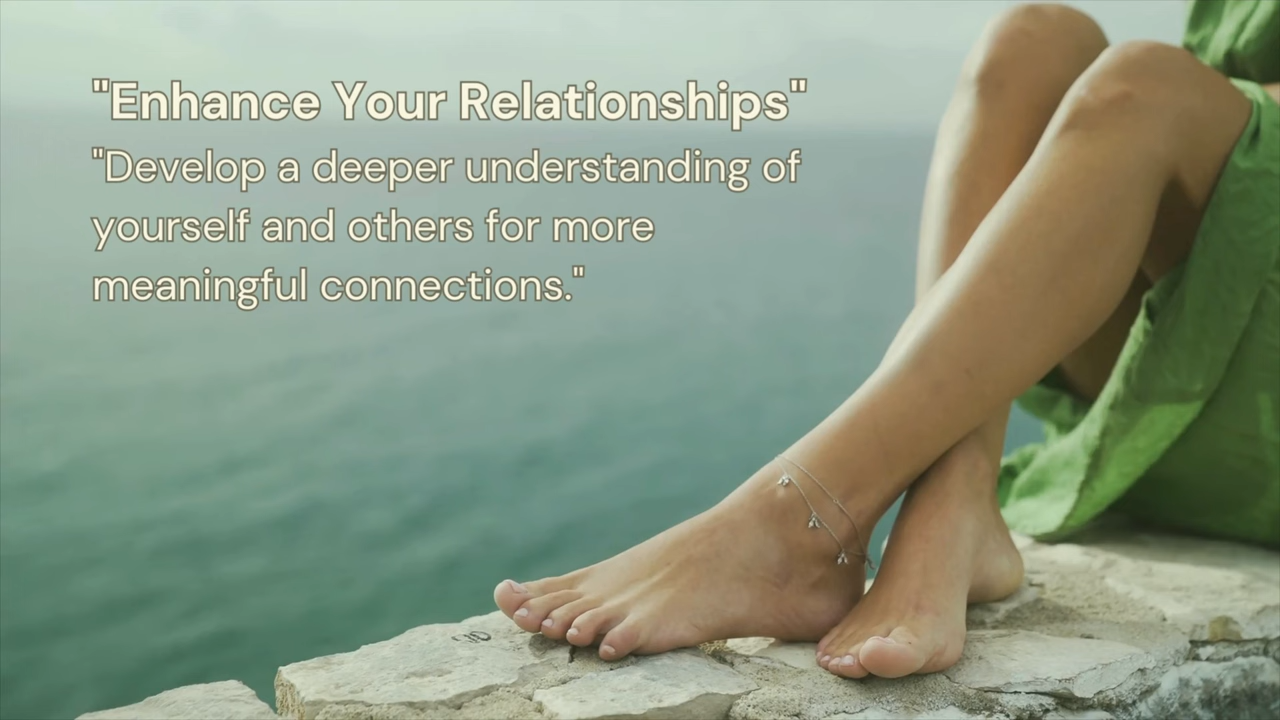 "Enhance Your Relationships"
"Develop a deeper understanding of
yourself and others for more
meaningful connections."